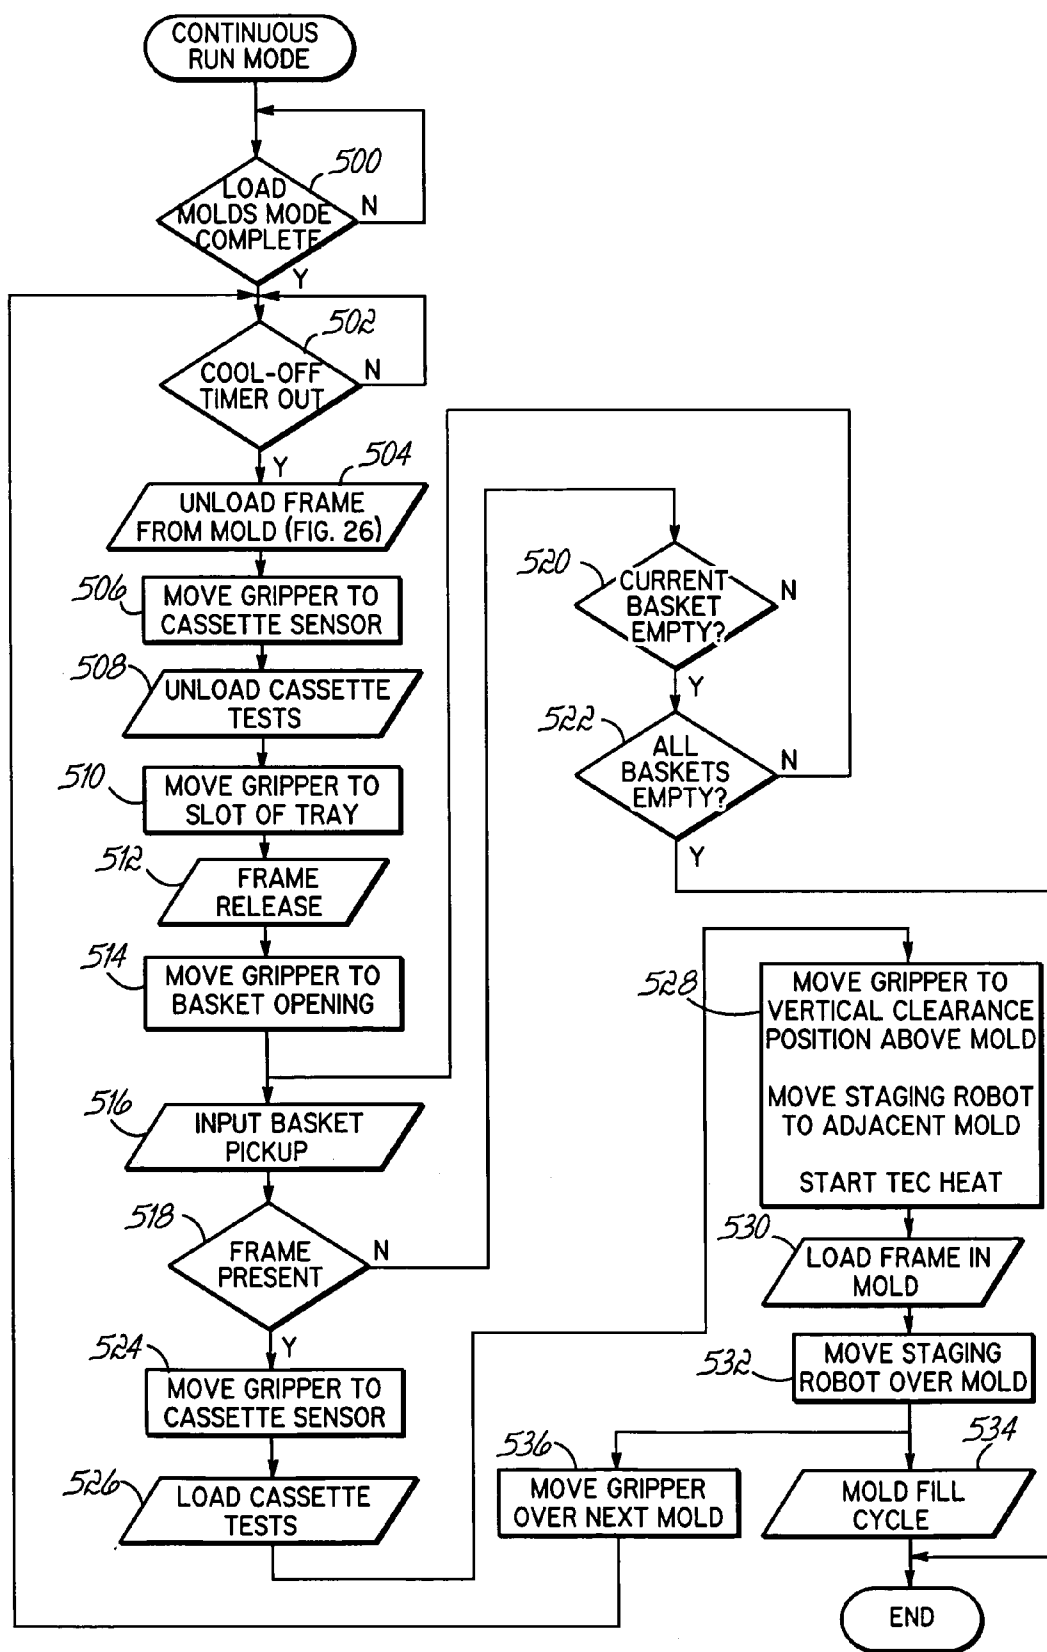 CONTINUOUS
RUN MODE
500
LOAD
MOLDS MODE
COMPLETE
N
Y
502
COOL-OFF
TIMER OUT
N
Y
504
UNLOAD FRAME
FROM MOLD (FIG. 26)
506
MOVE GRIPPER TO
CASSETTE SENSOR
508
UNLOAD CASSETTE
TESTS
510
MOVE GRIPPER TO
SLOT OF TRAY
512
FRAME
RELEASE
514
MOVE GRIPPER TO
BASKET OPENING
516
INPUT BASKET
PICKUP
518
FRAME
PRESENT
N
Y
520
CURRENT
BASKET
EMPTY?
N
Y
522
ALL
BASKETS
EMPTY?
N
Y
524
MOVE GRIPPER TO
CASSETTE SENSOR
526
LOAD CASSETTE
TESTS
528
MOVE GRIPPER TO
VERTICAL CLEARANCE
POSITION ABOVE MOLD
MOVE STAGING ROBOT
TO ADJACENT MOLD
START TEC HEAT
530
LOAD FRAME IN
MOLD
532
MOVE STAGING
ROBOT OVER MOLD
534
MOLD FILL
CYCLE
536
MOVE GRIPPER
OVER NEXT MOLD
END